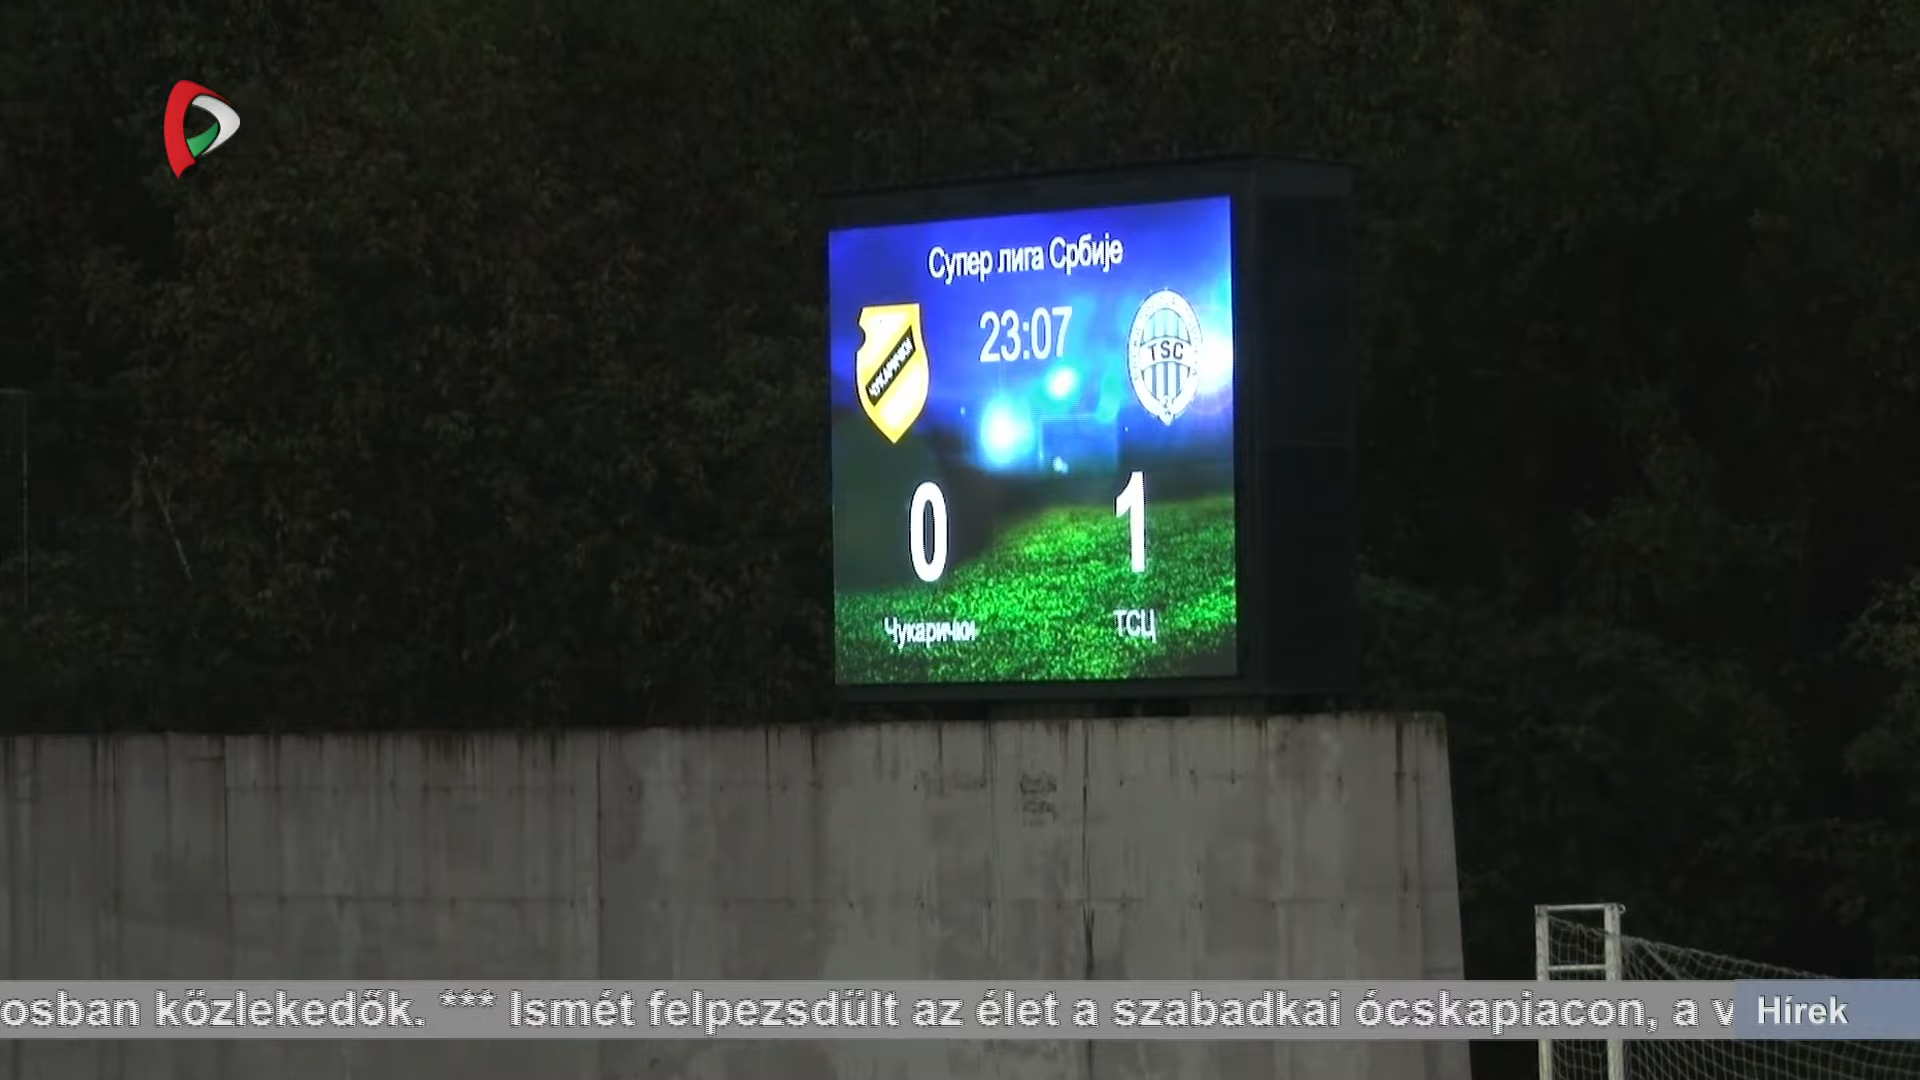 Супер лига Србије
23:07
ЧУКАРИЧКИ
TSC
0
1
Чукарички
ТСЦ
osban közlekedők. *** Ismét felpezsdült az élet a szabadkai ócskapiacon, a v
Hírek